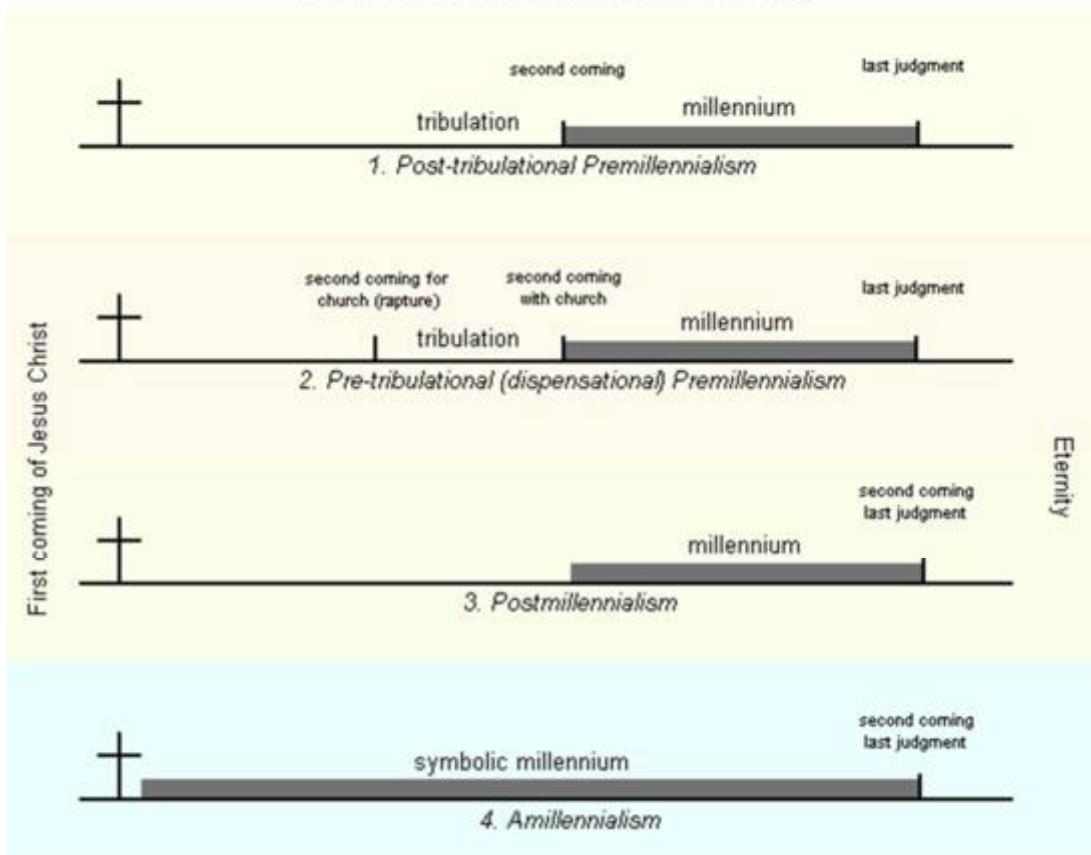 second coming
last judgment
tribulation
millennium
1. Post-tribulational Premillennialism
second coming for
church (rapture)
second coming
with church
last judgment
tribulation
millennium
2. Pre-tribulational (dispensational) Premillennialism
First coming of Jesus Christ
Eternity
second coming
last judgment
millennium
3. Postmillennialism
second coming
last judgment
symbolic millennium
4. Amillennialism